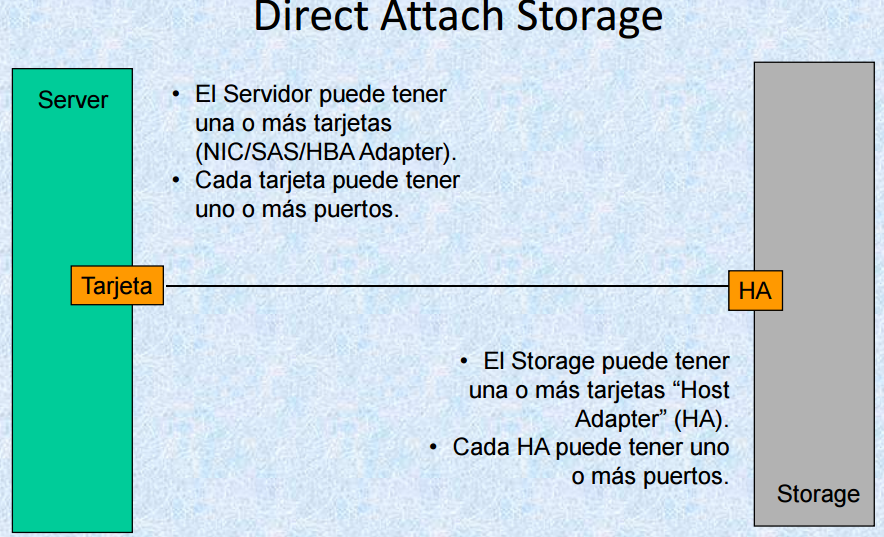 Direct Attach Storage
Server
• El Servidor puede tener
una o más tarjetas
(NIC/SAS/HBA Adapter).
• Cada tarjeta puede tener
uno o más puertos.
Tarjeta
HA
• El Storage puede tener
una o más tarjetas “Host
Adapter” (HA).
• Cada HA puede tener uno
o más puertos.
Storage